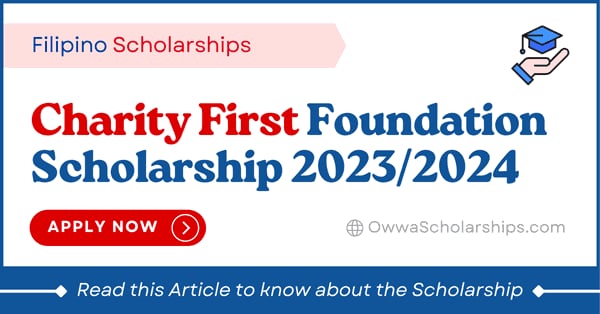 Filipino Scholarships
Charity First Foundation
Scholarship 2023/2024
APPLY NOW
OwwaScholarships.com
Read this Article to know about the Scholarship